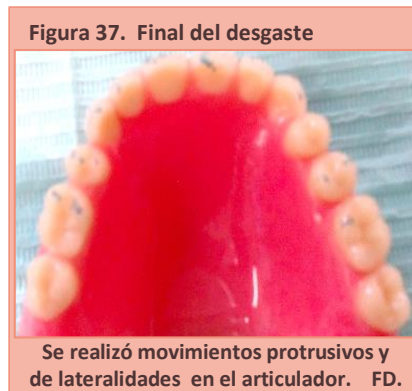 Figura 37. Final del desgaste
Se realizó movimientos protrusivos y
de lateralidades en el articulador. FD.